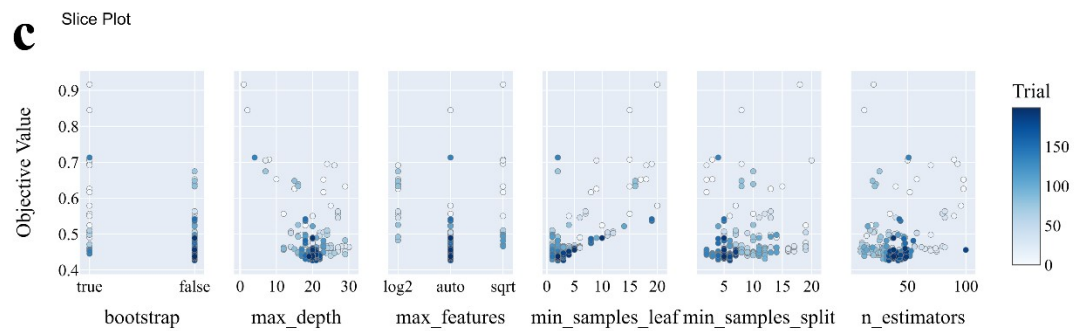 c
Slice Plot
Objective Value
0.9
0.8
0.7
0.6
0.5
0.4
true false
bootstrap
0 10 20 30
max_depth
log2 auto sqrt
max_features
0 5 10 15 20
min_samples_leaf
5 10 15 20
min_samples_split
50 100
n_estimators
Trial
150
100
50
0